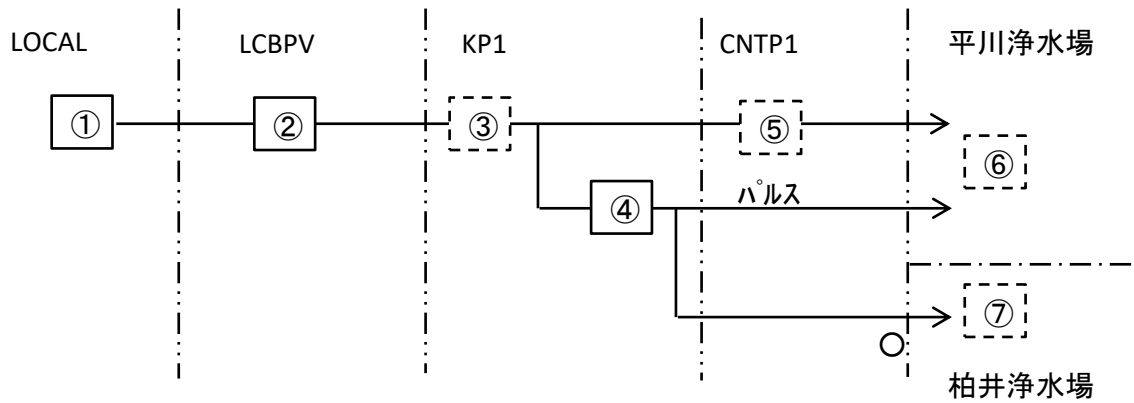 LOCAL
LCBPV
KP1
CNTP1
平川浄水場
①
②
③
⑤
⑥
④
パルス
⑦
柏井浄水場